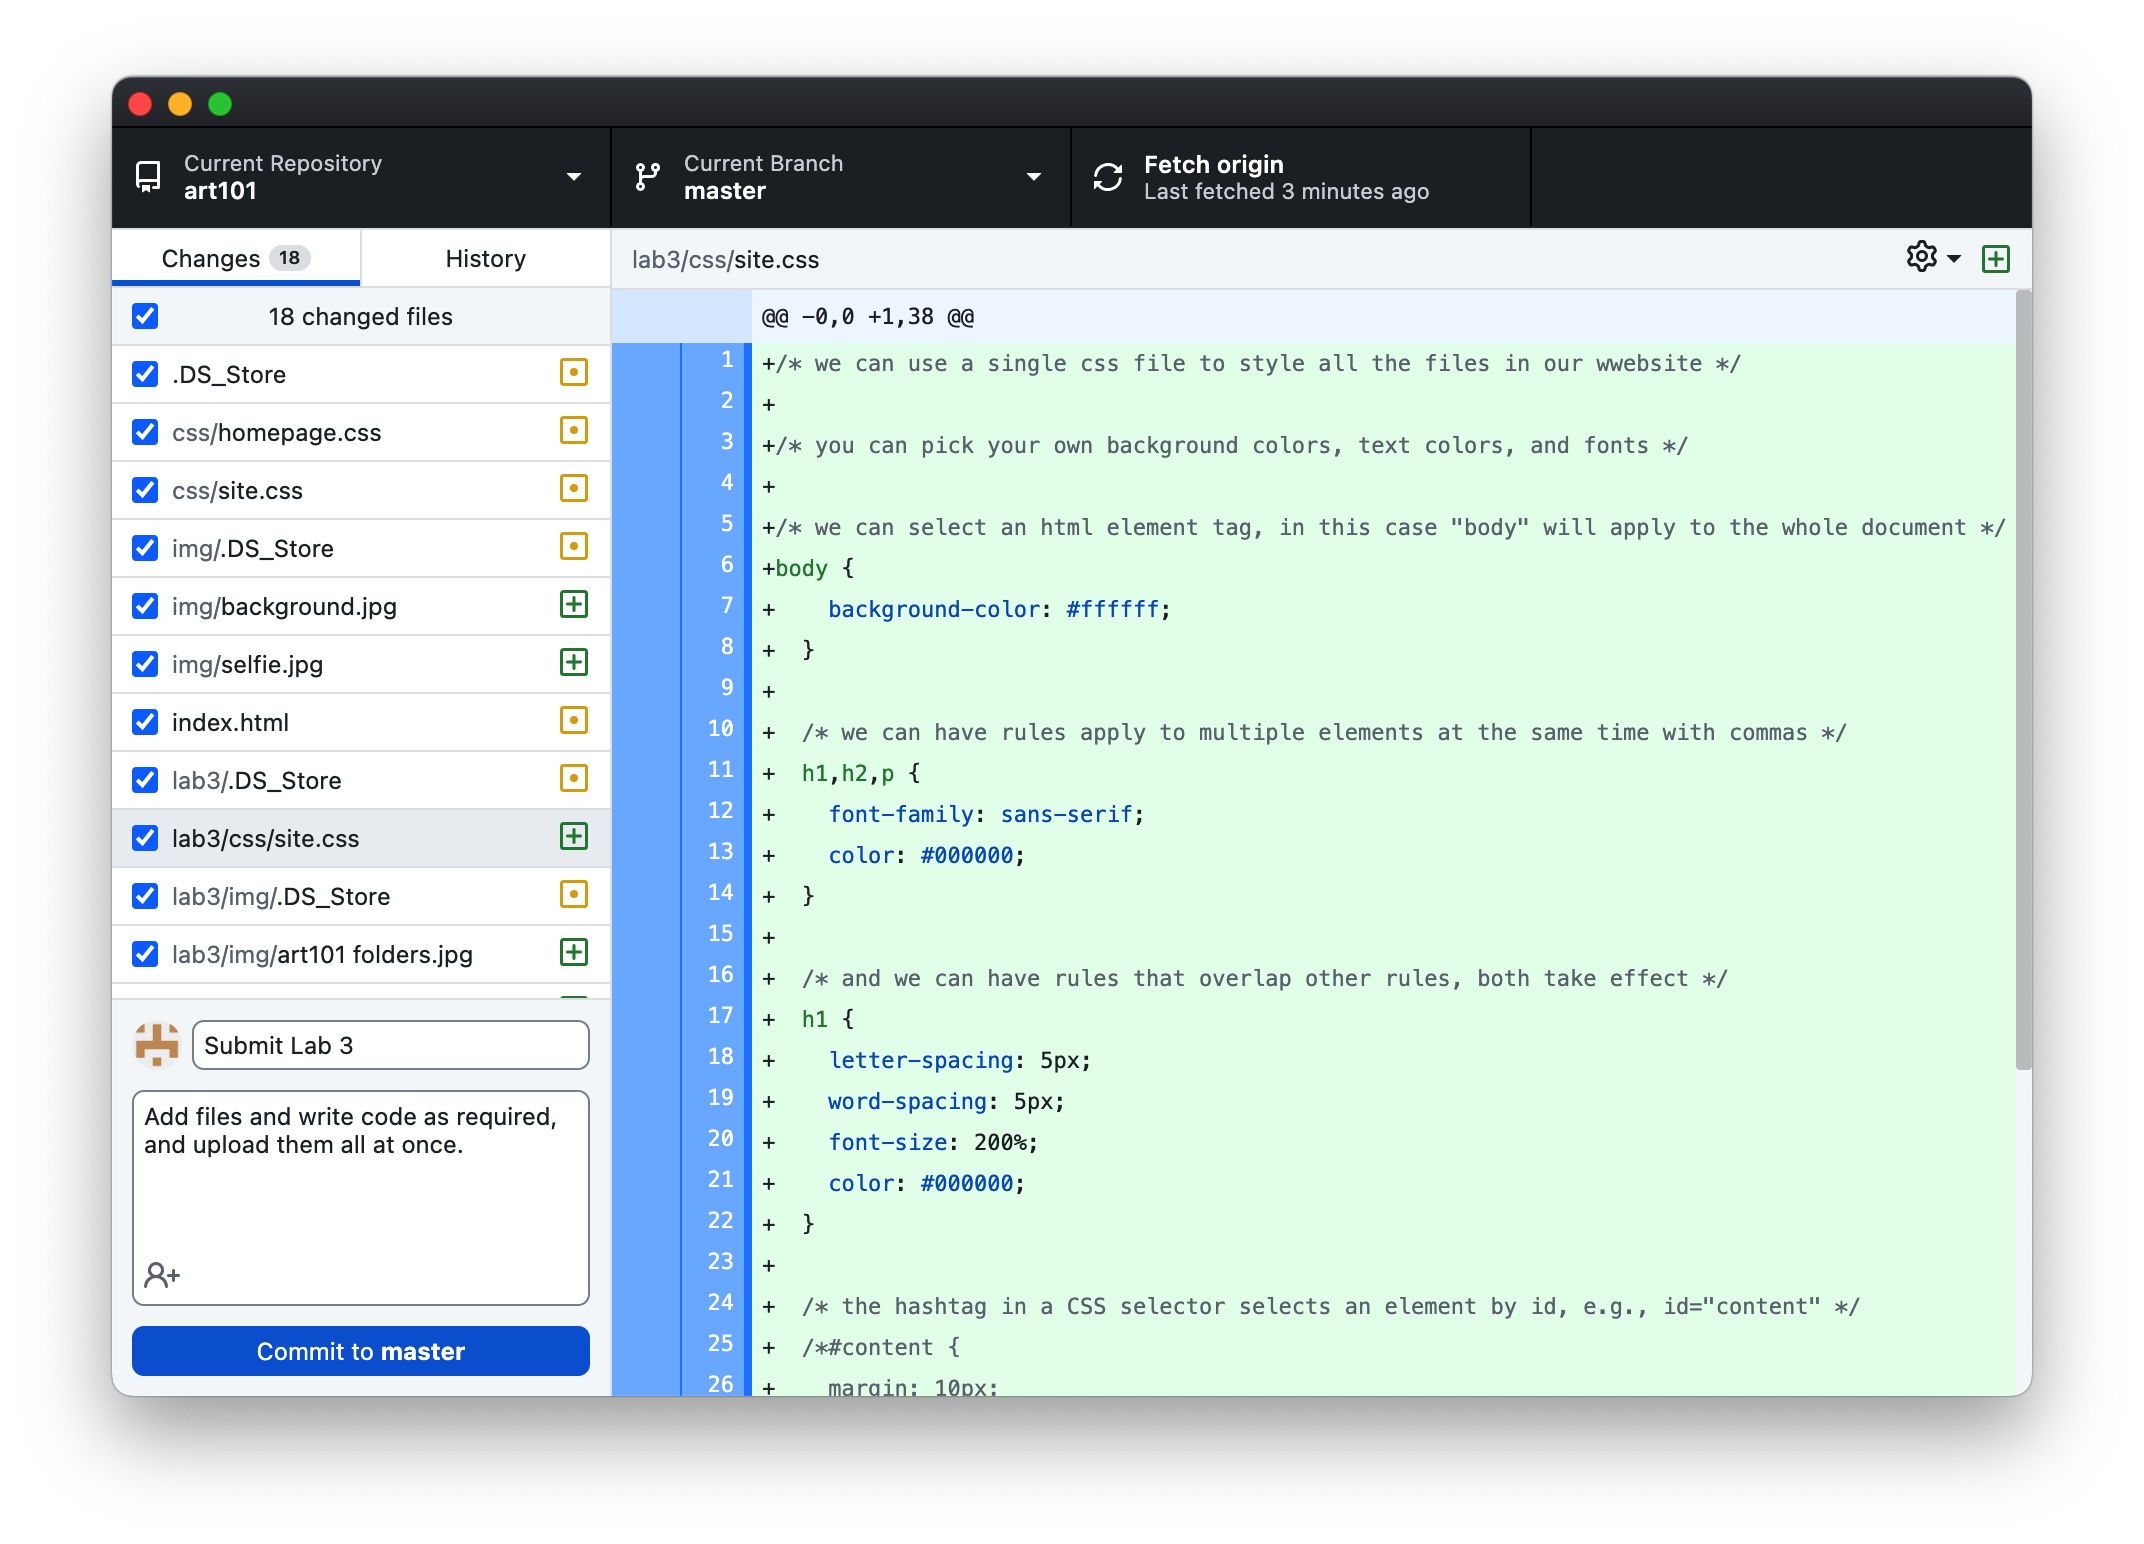 Current Repository
art101
Current Branch
master
Fetch origin
Last fetched 3 minutes ago
Changes 18
History
lab3/css/site.css
18 changed files
.DS_Store
css/homepage.css
css/site.css
img/.DS_Store
img/background.jpg
img/selfie.jpg
index.html
lab3/.DS_Store
lab3/css/site.css
lab3/img/.DS_Store
lab3/img/art101 folders.jpg
Submit Lab 3
Add files and write code as required,
and upload them all at once.
Commit to master
@@ -0,0 +1,38 @@
1 +/* we can use a single css file to style all the files in our wwebsite */
2 +
3 +/* you can pick your own background colors, text colors, and fonts */
4 +
5 +/* we can select an html element tag, in this case "body" will apply to the whole document */
6 +body {
7 +    background-color: #ffffff;
8 +  }
9 +
10 +  /* we can have rules apply to multiple elements at the same time with commas */
11 +  h1,h2,p {
12 +    font-family: sans-serif;
13 +    color: #000000;
14 +  }
15 +
16 +  /* and we can have rules that overlap other rules, both take effect */
17 +  h1 {
18 +    letter-spacing: 5px;
19 +    word-spacing: 5px;
20 +    font-size: 200%;
21 +    color: #000000;
22 +  }
23 +
24 +  /* the hashtag in a CSS selector selects an element by id, e.g., id="content" */
25 +  /*#content {
26 +    margin: 10px;